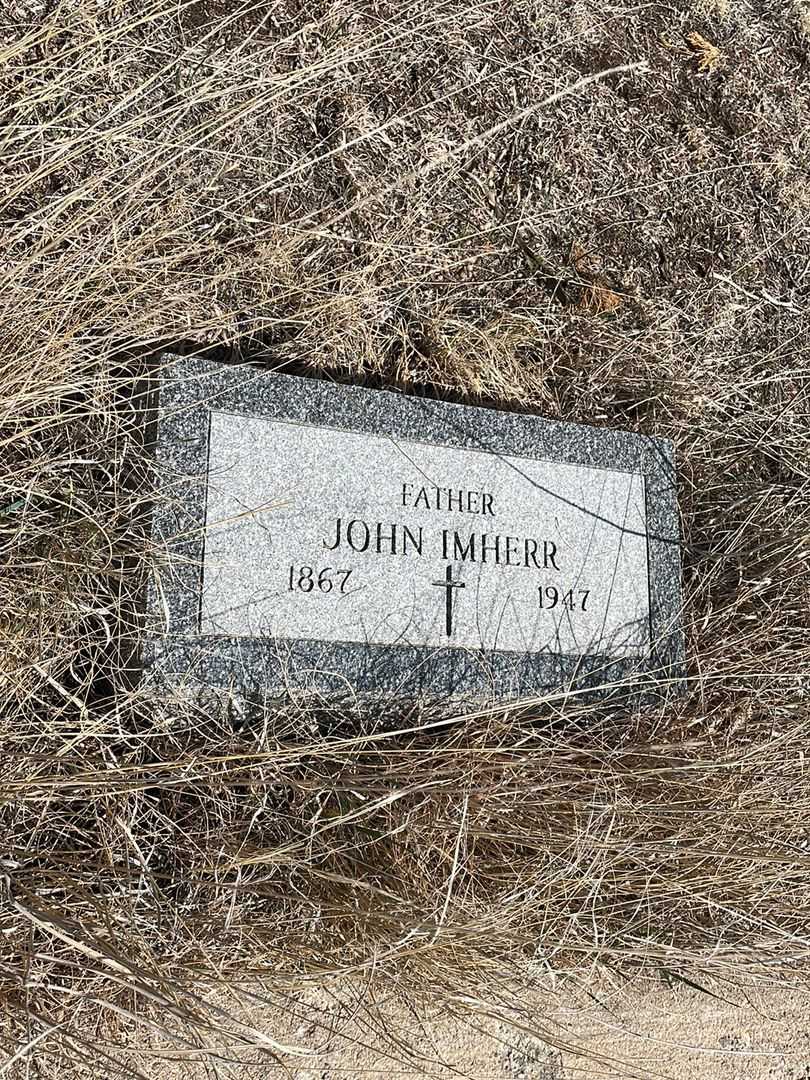 FATHER
JOHN IMHERR
1867 1947